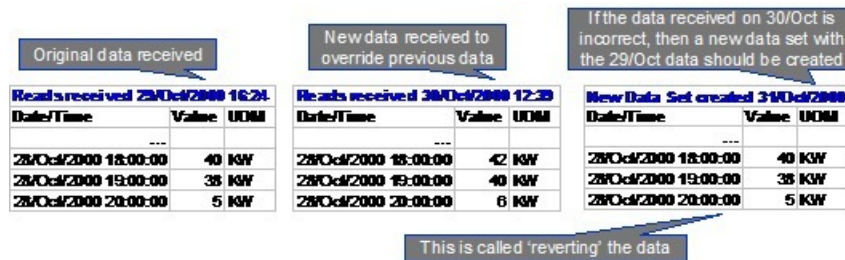 Original data received
New data received to
override previous data
If the data received on 30/Oct is
incorrect, then a new data set with
the 29/Oct data should be created
Reads received 29/Oct/2000 16:24
Date/Time Value UOM
---
28/Oct/2000 18:00:00 40 KW
28/Oct/2000 19:00:00 38 KW
28/Oct/2000 20:00:00 5 KW
Reads received 30/Oct/2000 12:39
Date/Time Value UOM
---
28/Oct/2000 18:00:00 42 KW
28/Oct/2000 19:00:00 40 KW
28/Oct/2000 20:00:00 6 KW
New Data Set created 31/Oct/2000
Date/Time Value UOM
---
28/Oct/2000 18:00:00 40 KW
28/Oct/2000 19:00:00 38 KW
28/Oct/2000 20:00:00 5 KW
This is called 'reverting' the data